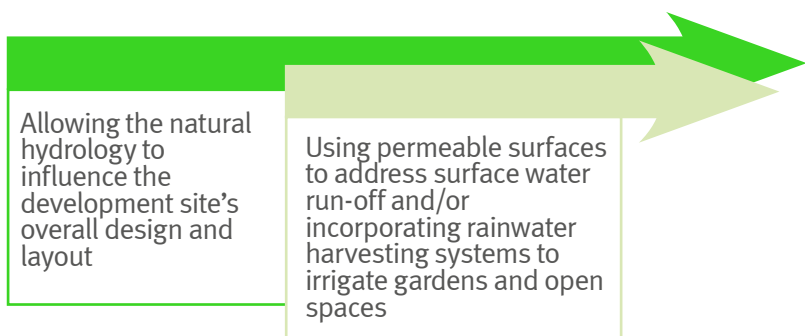 Allowing the natural
hydrology to
influence the
development site’s
overall design and
layout
Using permeable surfaces
to address surface water
run-off and/or
incorporating rainwater
harvesting systems to
irrigate gardens and open
spaces